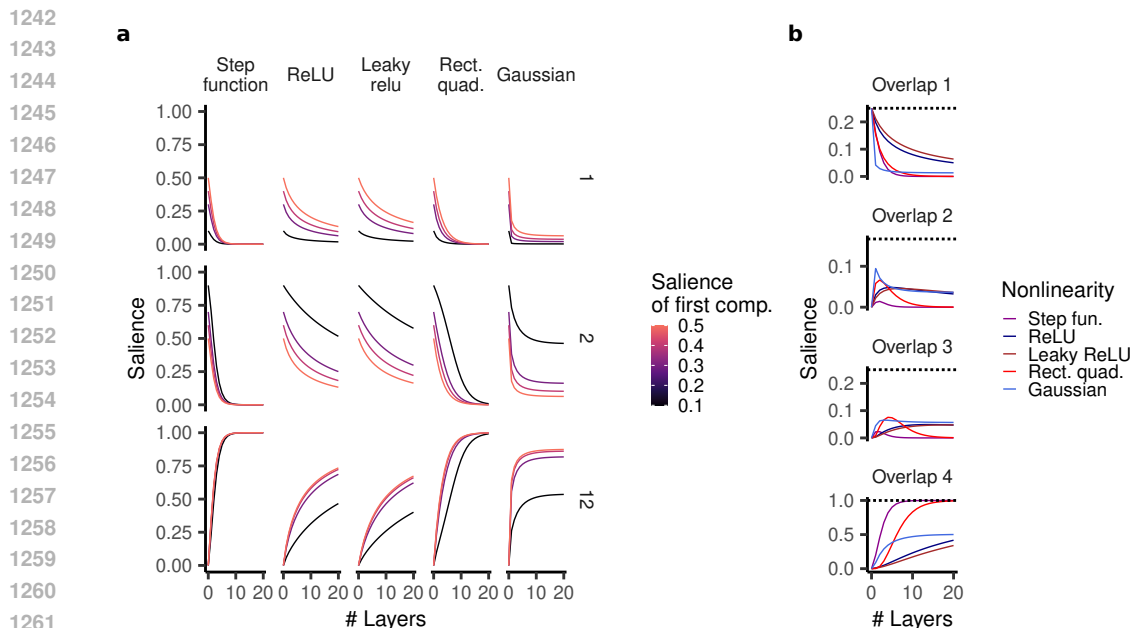 1242
1243
1244
1245
1246
1247
1248
1249
1250
1251
1252
1253
1254
1255
1256
1257
1258
1259
1260
1261
a
Step function
ReLU
Leaky relu
Rect. quad.
Gaussian
Salience
1.00
0.75
0.50
0.25
0.00
1
1.00
0.75
0.50
0.25
0.00
2
1.00
0.75
0.50
0.25
0.00
12
0 10 20 0 10 20 0 10 20 0 10 20 0 10 20
# Layers
Salience
of first comp.
0.5
0.4
0.3
0.2
0.1
b
Salience
Overlap 1
0.2
0.1
0.0
Overlap 2
0.1
0.0
Overlap 3
0.2
0.1
0.0
Overlap 4
1.0
0.5
0.0
0 10 20
# Layers
Nonlinearity
Step fun.
ReLU
Leaky ReLU
Rect. quad.
Gaussian